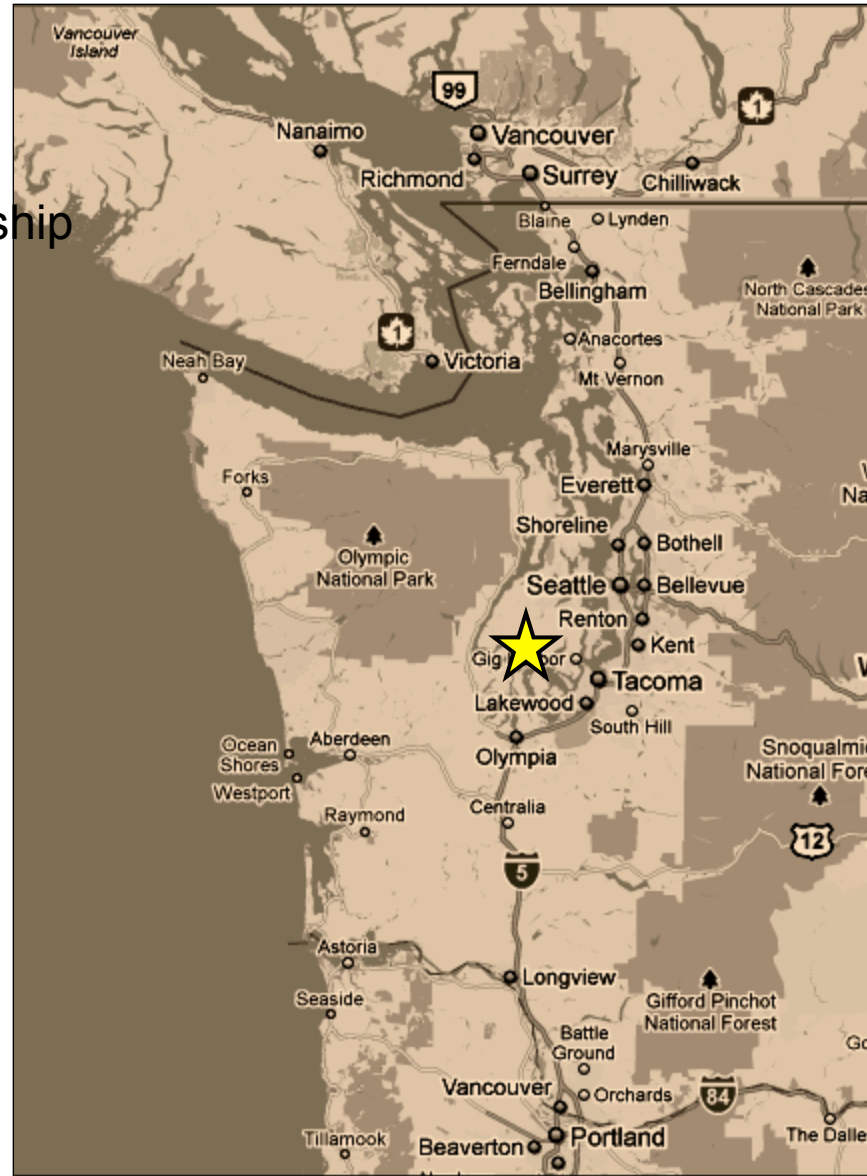 Vancouver
Island
99
1
Nanaimo
Vancouver
Richmond
Surrey
Chilliwack
ship
Blaine
Lynden
Ferndale
Bellingham
North Cascades
National Park
1
Anacortes
Neah Bay
Victoria
Mt Vernon
Marysville
Forks
Everett
Shoreline
Bothell
Olympic
National Park
Seattle
Bellevue
Renton
Kent
Gig
Tacoma
Lakewood
South Hill
Ocean
Shores
Aberdeen
Olympia
Snoqualmie
National Fore
Westport
Centralia
Raymond
12
5
Astoria
Longview
Seaside
Gifford Pinchot
National Forest
Battle
Ground
Vancouver
Orchards
84
Tillamook
Beaverton
Portland
The Dalle